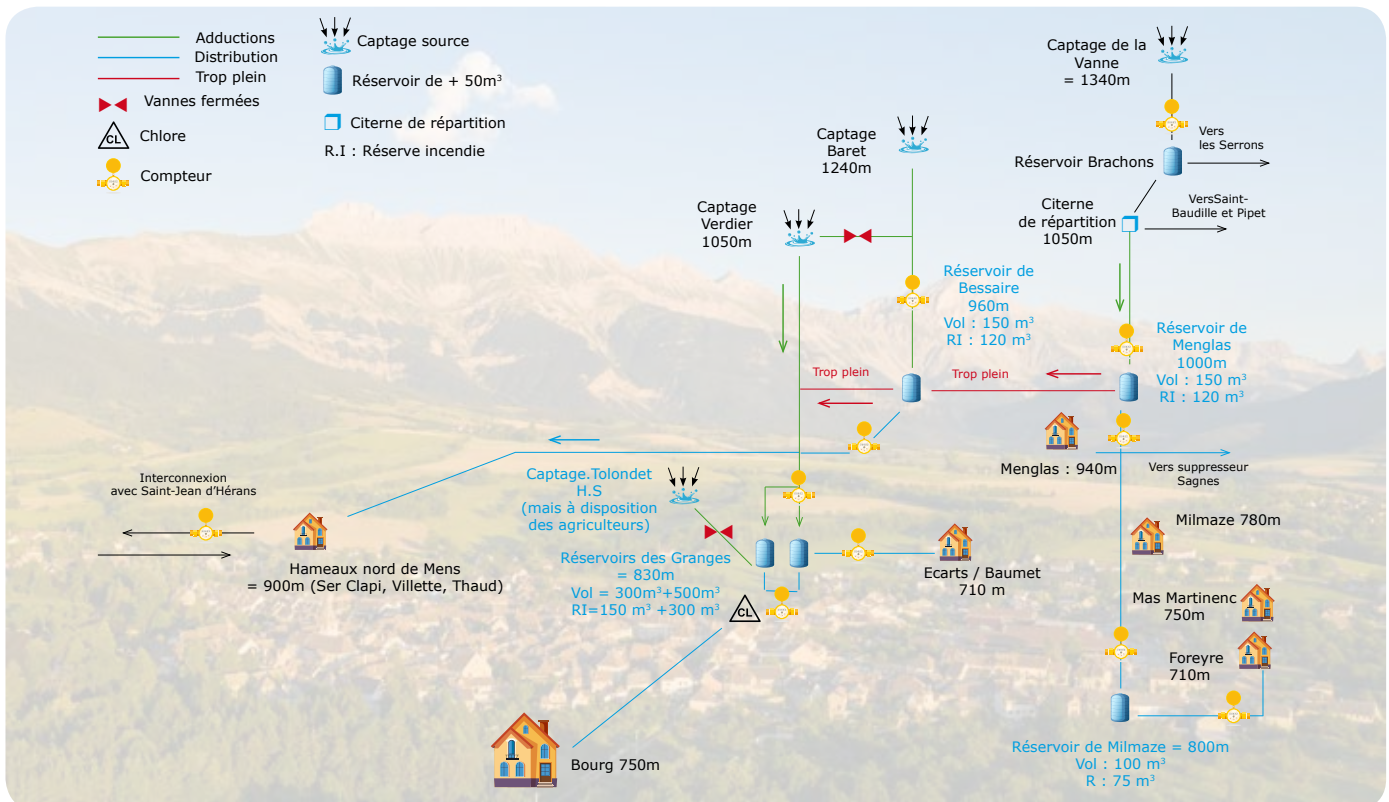 Adductions
Distribution
Trop plein
Vannes fermées
CL
Chlore
Compteur
Captage source
Réservoir de + 50m³
Citerne de répartition
R.I : Réserve incendie
Captage de la
Vanne
= 1340m
Captage
Baret
1240m
Vers
les Serrons
Réservoir Brachons
Captage
Verdier
1050m
Citerne
de répartition
1050m
VersSaint-
Baudille et Pipet
Réservoir de
Bessaire
960m
Vol : 150 m³
RI : 120 m³
Réservoir de
Menglas
1000m
Vol : 150 m³
RI : 120 m³
Trop plein
Trop plein
Menglas : 940m
Vers suppresseur
Sagnes
Interconnexion
avec Saint-Jean d’Hérans
Captage.Tolondet
H.S
(mais à disposition
des agriculteurs)
Milmaze 780m
Hameaux nord de Mens
= 900m (Ser Clapi, Villette, Thaud)
Réservoirs des Granges
= 830m
Vol = 300m³+500m³
RI=150 m³ +300 m³
CL
Ecarts / Baumet
710 m
Mas Martinenc
750m
Foreyre
710m
Bourg 750m
Réservoir de Milmaze = 800m
Vol : 100 m³
R : 75 m³